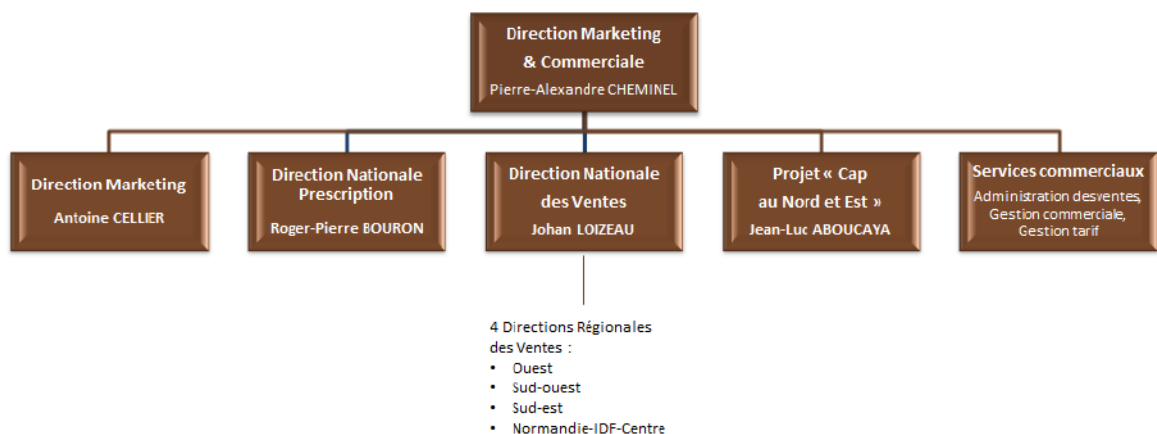 Direction Marketing
& Commerciale
Pierre-Alexandre CHEMINEL
Direction Marketing
Antoine CELLIER
Direction Nationale
Prescription
Roger-Pierre BOURON
Direction Nationale
des Ventes
Johan LOIZEAU
Projet « Cap
au Nord et Est »
Jean-Luc ABOUCAYA
Services commerciaux
Administration desventes,
Gestion commerciale,
Gestion tarif
4 Directions Régionales
des Ventes :
• Ouest
• Sud-ouest
• Sud-est
• Normandie-IDF-Centre